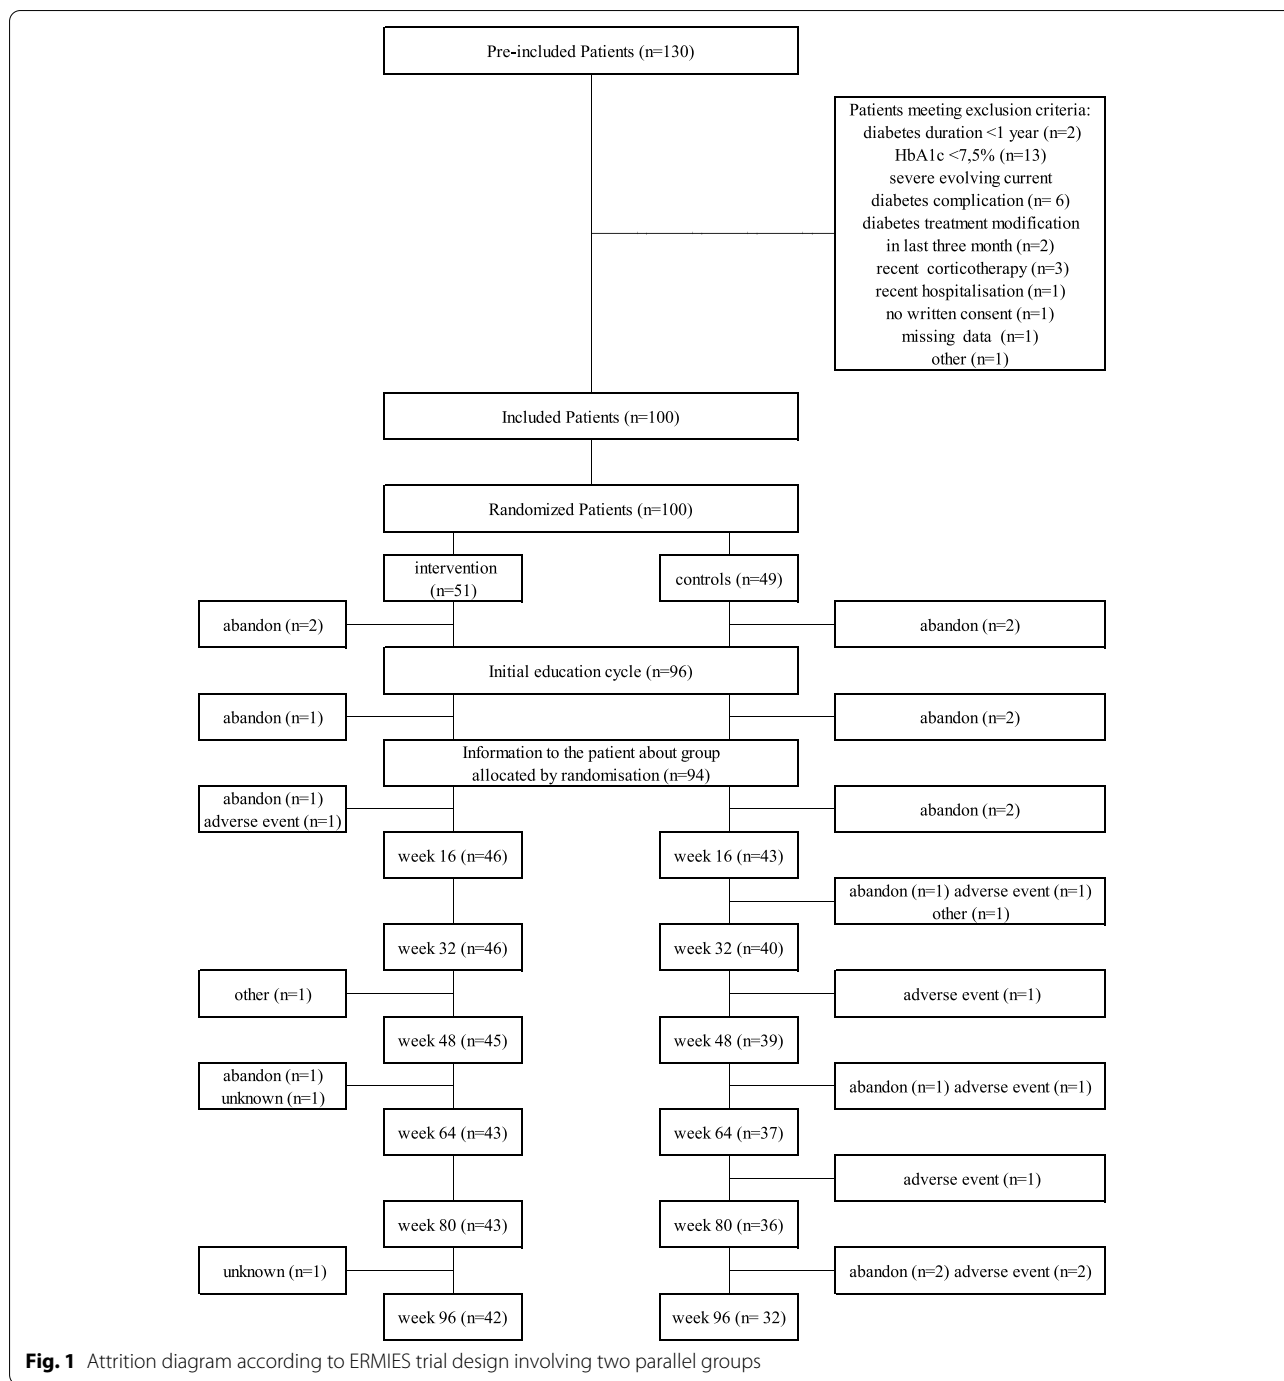 Pre-included Patients (n=130)
Patients meeting exclusion criteria:
diabetes duration <1 year (n=2)
HbA1c <7,5% (n=13)
severe evolving current
diabetes complication (n= 6)
diabetes treatment modification
in last three month (n=2)
recent corticotherapy (n=3)
recent hospitalisation (n=1)
no written consent (n=1)
missing data (n=1)
other (n=1)
Included Patients (n=100)
Randomized Patients (n=100)
intervention
(n=51)
controls (n=49)
abandon (n=2)
abandon (n=2)
Initial education cycle (n=96)
abandon (n=1)
abandon (n=2)
Information to the patient about group
allocated by randomisation (n=94)
abandon (n=1)
adverse event (n=1)
abandon (n=2)
week 16 (n=46)
week 16 (n=43)
abandon (n=1) adverse event (n=1)
other (n=1)
week 32 (n=46)
week 32 (n=40)
other (n=1)
adverse event (n=1)
week 48 (n=45)
week 48 (n=39)
abandon (n=1)
unknown (n=1)
abandon (n=1) adverse event (n=1)
week 64 (n=43)
week 64 (n=37)
adverse event (n=1)
week 80 (n=43)
week 80 (n=36)
unknown (n=1)
abandon (n=2) adverse event (n=2)
week 96 (n=42)
week 96 (n= 32)
Fig. 1 Attrition diagram according to ERMIES trial design involving two parallel groups